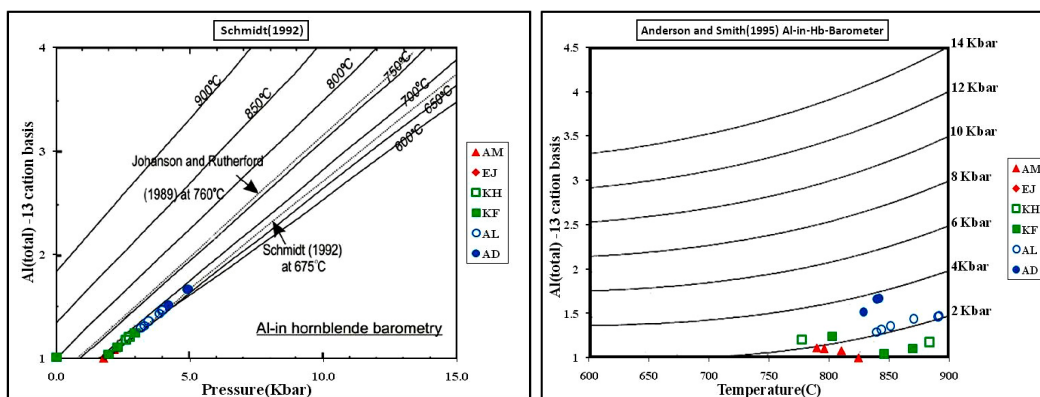 Schmidt(1992)
Al(total) -13 cation basis
4
3
2
1
900°C
850°C
800°C
750°C
700°C
650°C
600°C
Johanson and Rutherford
(1989) at 760°C
Schmidt (1992)
at 675°C
Al-in hornblende barometry
0.0
5.0
10.0
15.0
Pressure(Kbar)
AM
EJ
KH
KF
AL
AD
Anderson and Smith(1995) Al-in-Hb-Barometer
Al(total) -13 cation basis
4.5
4
3.5
3
2.5
2
1.5
1
14 Kbar
12 Kbar
10 Kbar
8 Kbar
6 Kbar
4Kbar
2 Kbar
600
650
700
750
800
850
900
Temperature(C)
AM
EJ
KH
KF
AL
AD